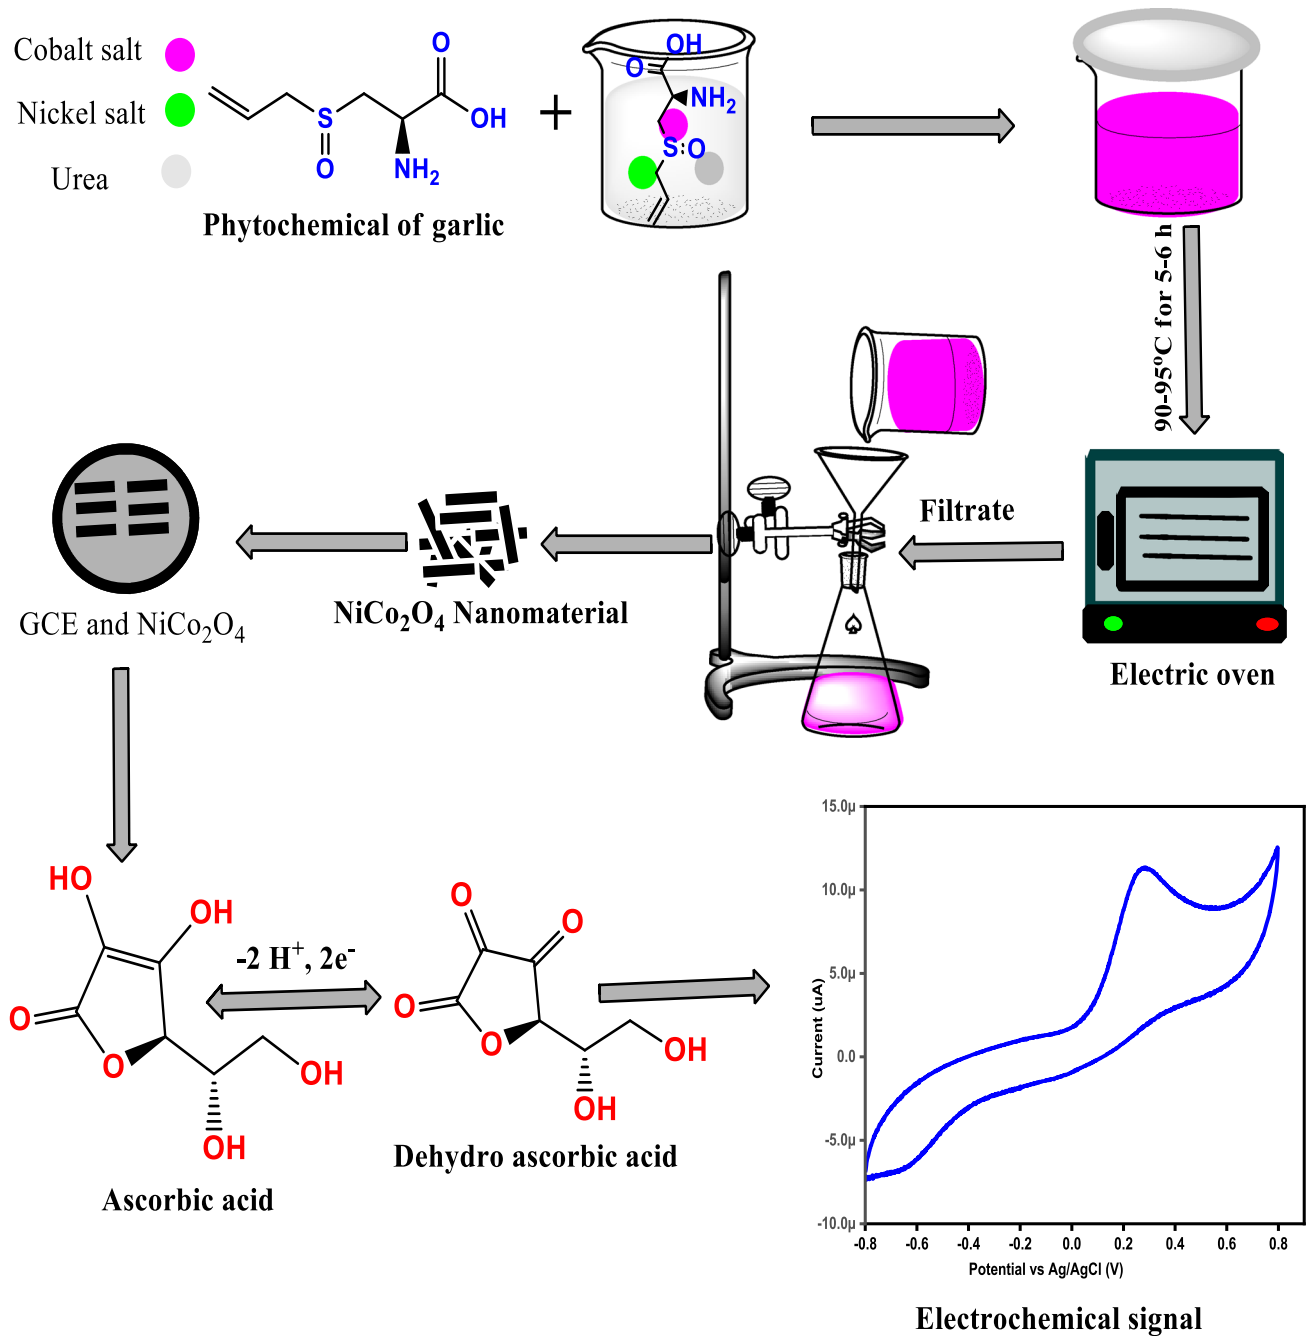 Cobalt salt
Nickel salt
Urea
O
OH
S
O
NH₂
Phytochemical of garlic
+
OH
O
NH₂
S:O
90-95°C for 5-6 h
Electric oven
Filtrate
NiCo₂O₄ Nanomaterial
GCE and NiCo₂O₄
HO
OH
O
O
OH
OH
Ascorbic acid
-2 H⁺, 2e⁻
O
O
O
O
OH
OH
Dehydro ascorbic acid
15.0µ
10.0µ
5.0µ
0.0
-5.0µ
-10.0µ
Current (uA)
-0.8 -0.6 -0.4 -0.2 0.0 0.2 0.4 0.6 0.8
Potential vs Ag/AgCl (V)
Electrochemical signal